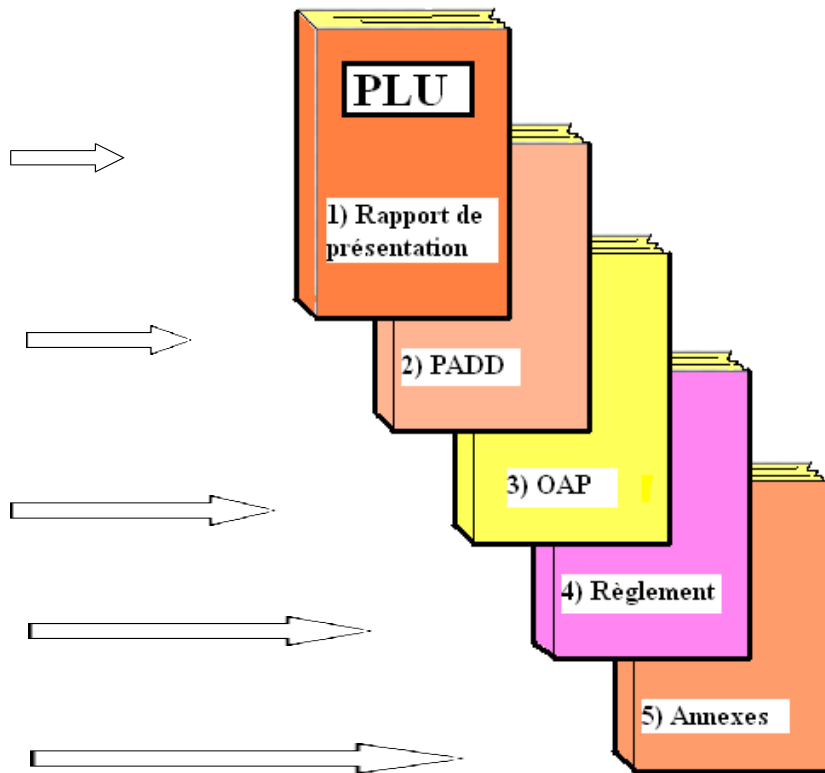 PLU
1) Rapport de
présentation
2) PADD
3) OAP
4) Règlement
5) Annexes